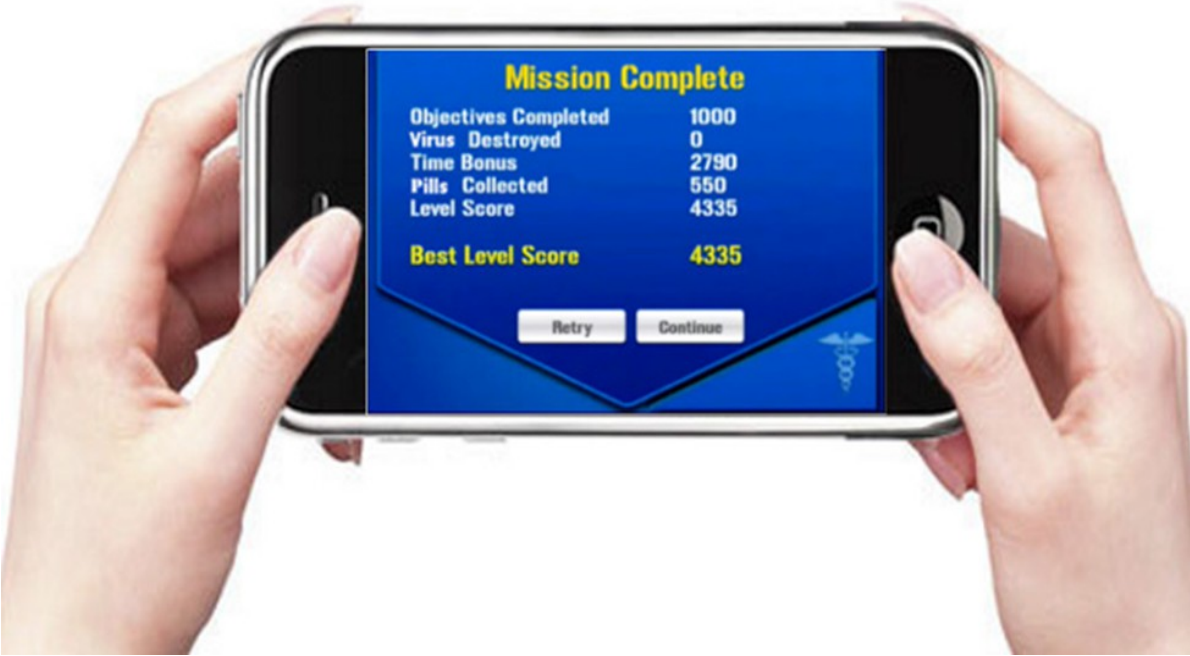 Mission Complete
Objectives Completed 1000
Virus Destroyed 0
Time Bonus 2790
Pills Collected 550
Level Score 4335
Best Level Score 4335
Retry Continue